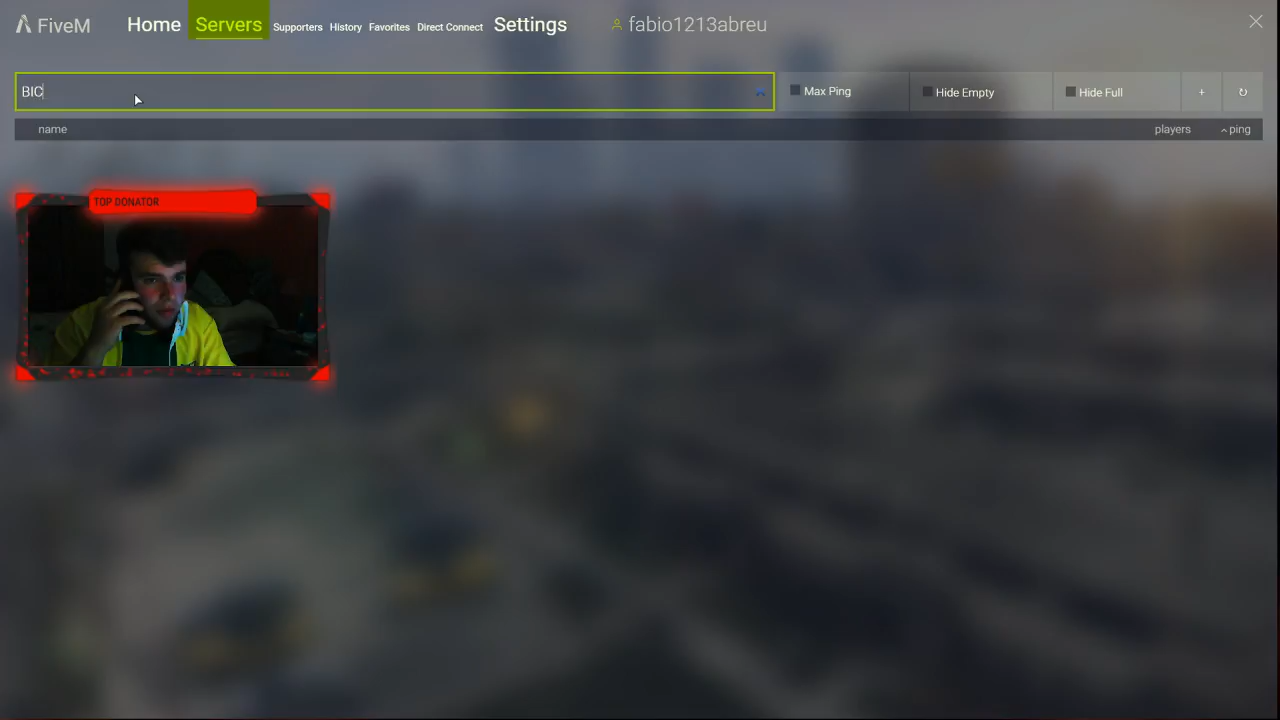 FiveM Home Servers Supporters History Favorites Direct Connect Settings fabio1213abreu
BIC Max Ping Hide Empty Hide Full +
name players ping
TOP DONATOR